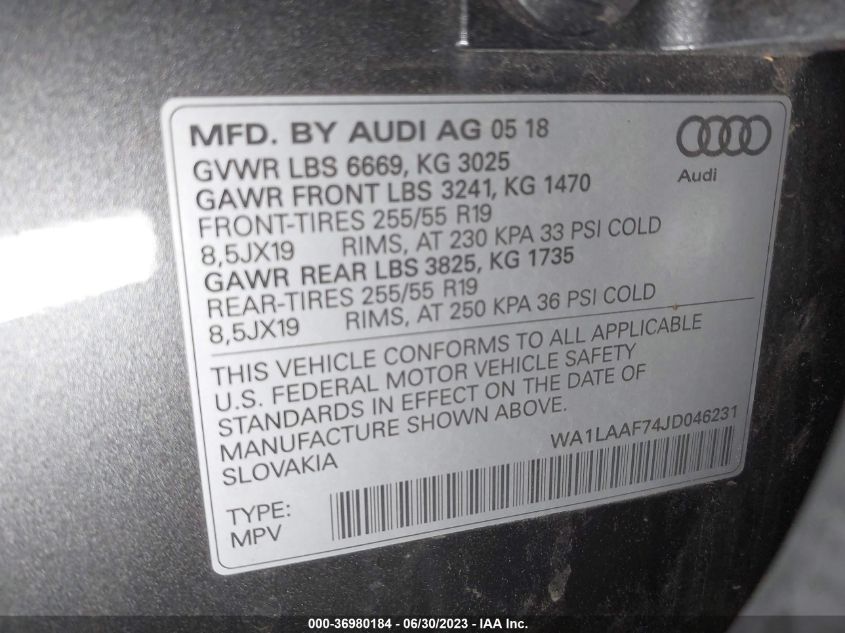 MFD. BY AUDI AG 05 18
GVWR LBS 6669, KG 3025
GAWR FRONT LBS 3241, KG 1470
FRONT-TIRES 255/55 R19
8,5JX19 RIMS, AT 230 KPA 33 PSI COLD
GAWR REAR LBS 3825, KG 1735
REAR-TIRES 255/55 R19
8,5JX19 RIMS, AT 250 KPA 36 PSI COLD
Audi
THIS VEHICLE CONFORMS TO ALL APPLICABLE
U.S. FEDERAL MOTOR VEHICLE SAFETY
STANDARDS IN EFFECT ON THE DATE OF
MANUFACTURE SHOWN ABOVE.
SLOVAKIA
WA1LAAF74JD046231
TYPE:
MPV
000-36980184 - 06/30/2023 - IAA Inc.